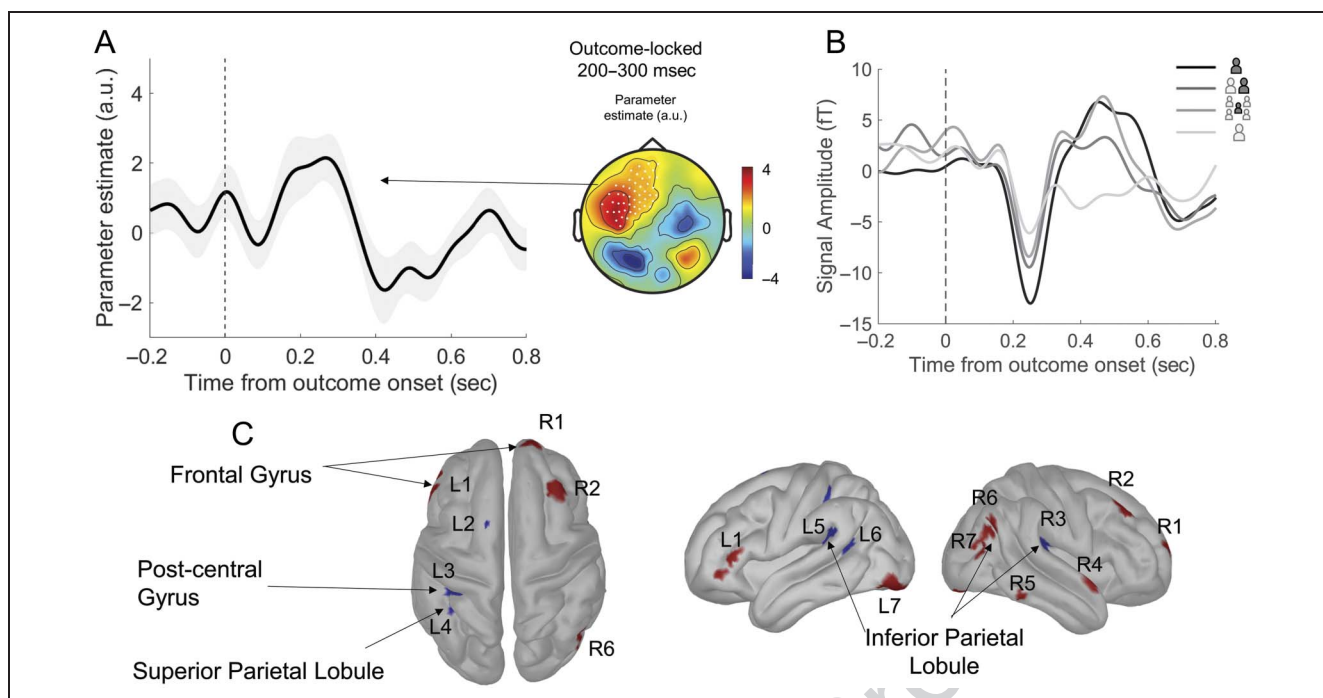 A
Parameter estimate (a.u.)
4
2
0
−2
−0.2
0
0.2
0.4
0.6
0.8
Time from outcome onset (sec)
Outcome-locked
200–300 msec
Parameter
estimate (a.u.)
4
0
−4
B
Signal Amplitude (fT)
10
5
0
−5
−10
−15
−0.2
0
0.2
0.4
0.6
0.8
Time from outcome onset (sec)
C
R1
Frontal Gyrus
L1
R2
L2
Post-central
Gyrus
L3
L4
Superior Parietal Lobule
R6
L1
L5
L6
L7
R6
R7
R3
R2
R1
R4
R5
Inferior Parietal
Lobule